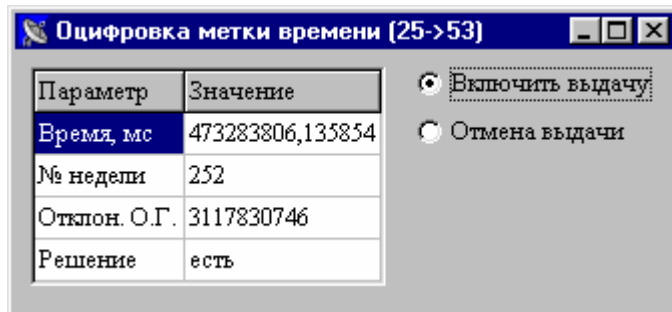 Оцифровка метки времени (25->53)
Параметр Значение
Время, мс 473283806,135854
№ недели 252
Отклон. О.Г. 3117830746
Решение есть
Включить выдачу
Отмена выдачи